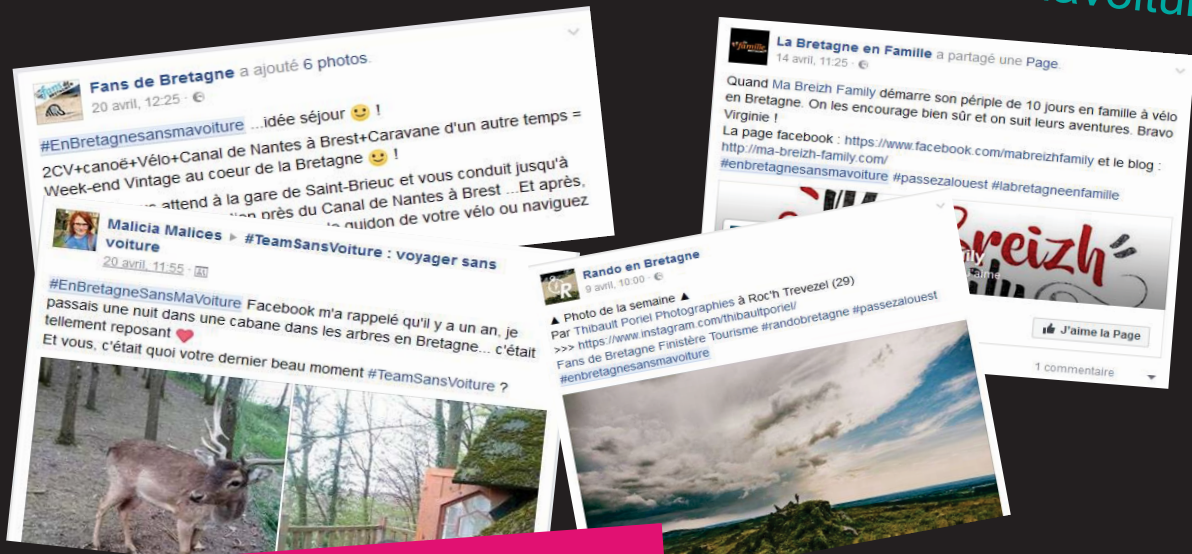 Fans de Bretagne a ajouté 6 photos.
20 avril, 12:25 ·
#EnBretagnesansmavoiture ...idée séjour 🙂 !
2CV+canoë+Vélo+Canal de Nantes à Brest+Caravane d'un autre temps =
Week-end Vintage au coeur de la Bretagne 🙂 !
attend à la gare de Saint-Brieuc et vous conduit jusqu'à
près du Canal de Nantes à Brest ...Et après,
guidon de votre vélo ou naviguez
La Bretagne en Famille a partagé une Page.
14 avril, 11:25 ·
Quand Ma Breizh Family démarre son périple de 10 jours en famille à vélo
en Bretagne. On les encourage bien sûr et on suit leurs aventures. Bravo
Virginie !
La page facebook : https://www.facebook.com/mabreizhfamily et le blog :
http://ma-breizh-family.com/
#enbretagnesansmavoiture #passezalouest #labretagneenfamille
Breizh
J'aime la Page
1 commentaire
Malicia Malices ▸ #TeamSansVoiture : voyager sans
voiture
20 avril, 11:55 ·
#EnBretagneSansMaVoiture Facebook m'a rappelé qu'il y a un an, je
passais une nuit dans une cabane dans les arbres en Bretagne... c'était
tellement reposant ❤
Et vous, c'était quoi votre dernier beau moment #TeamSansVoiture ?
Rando en Bretagne
9 avril, 10:00 ·
▲ Photo de la semaine ▲
Par Thibault Poriel Photographies à Roc'h Trevezel (29)
>>> https://www.instagram.com/thibaultporiel/
Fans de Bretagne Finistère Tourisme #randobretagne #passezalouest
#enbretagnesansmavoiture